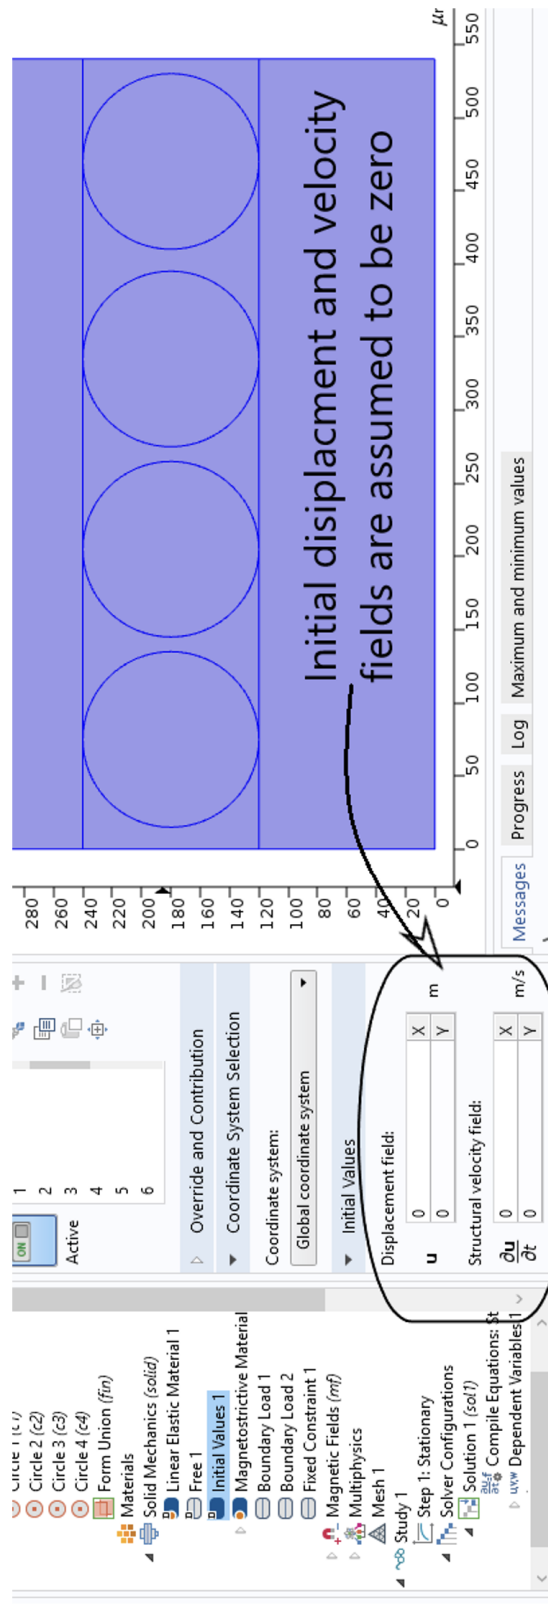 Circle 1 (c1)
Circle 2 (c2)
Circle 3 (c3)
Circle 4 (c4)
Form Union (fin)
Materials
Solid Mechanics (solid)
Linear Elastic Material 1
Free 1
Initial Values 1
Magnetostrictive Material
Boundary Load 1
Boundary Load 2
Fixed Constraint 1
Magnetic Fields (mf)
Multiphysics
Mesh 1
Study 1
Step 1: Stationary
Solver Configurations
Solution 1 (sol1)
Compile Equations: St
Dependent Variables 1
ON
Active
1
2
3
4
5
6
Override and Contribution
Coordinate System Selection
Coordinate system:
Global coordinate system
Initial Values
Displacement field:
u
0 X
0 Y
m
Structural velocity field:
∂u
∂t
0 X
0 Y
m/s
280
260
240
220
200
180
160
140
120
100
80
60
40
20
0
Initial disiplacment and velocity
fields are assumed to be zero
0 50 100 150 200 250 300 350 400 450 500 550
Messages Progress Log Maximum and minimum values